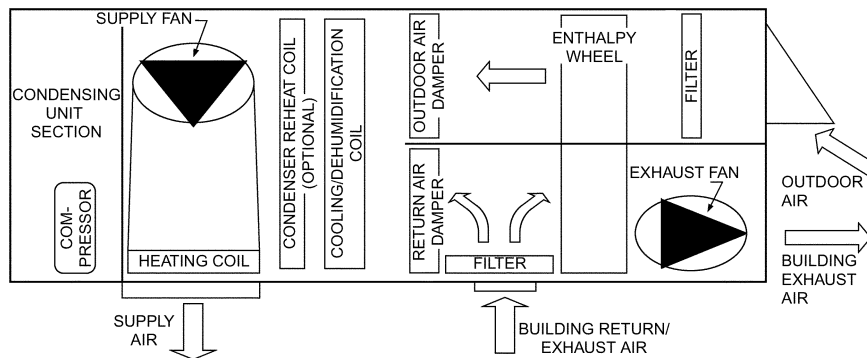 SUPPLY FAN
CONDENSING
UNIT
SECTION
COM-
PRESSOR
HEATING COIL
SUPPLY
AIR
CONDENSER REHEAT COIL
(OPTIONAL)
COOLING/DEHUMIDIFICATION
COIL
OUTDOOR AIR
DAMPER
RETURN AIR
DAMPER
ENTHALPY
WHEEL
FILTER
FILTER
EXHAUST FAN
BUILDING RETURN/
EXHAUST AIR
OUTDOOR
AIR
BUILDING
EXHAUST
AIR